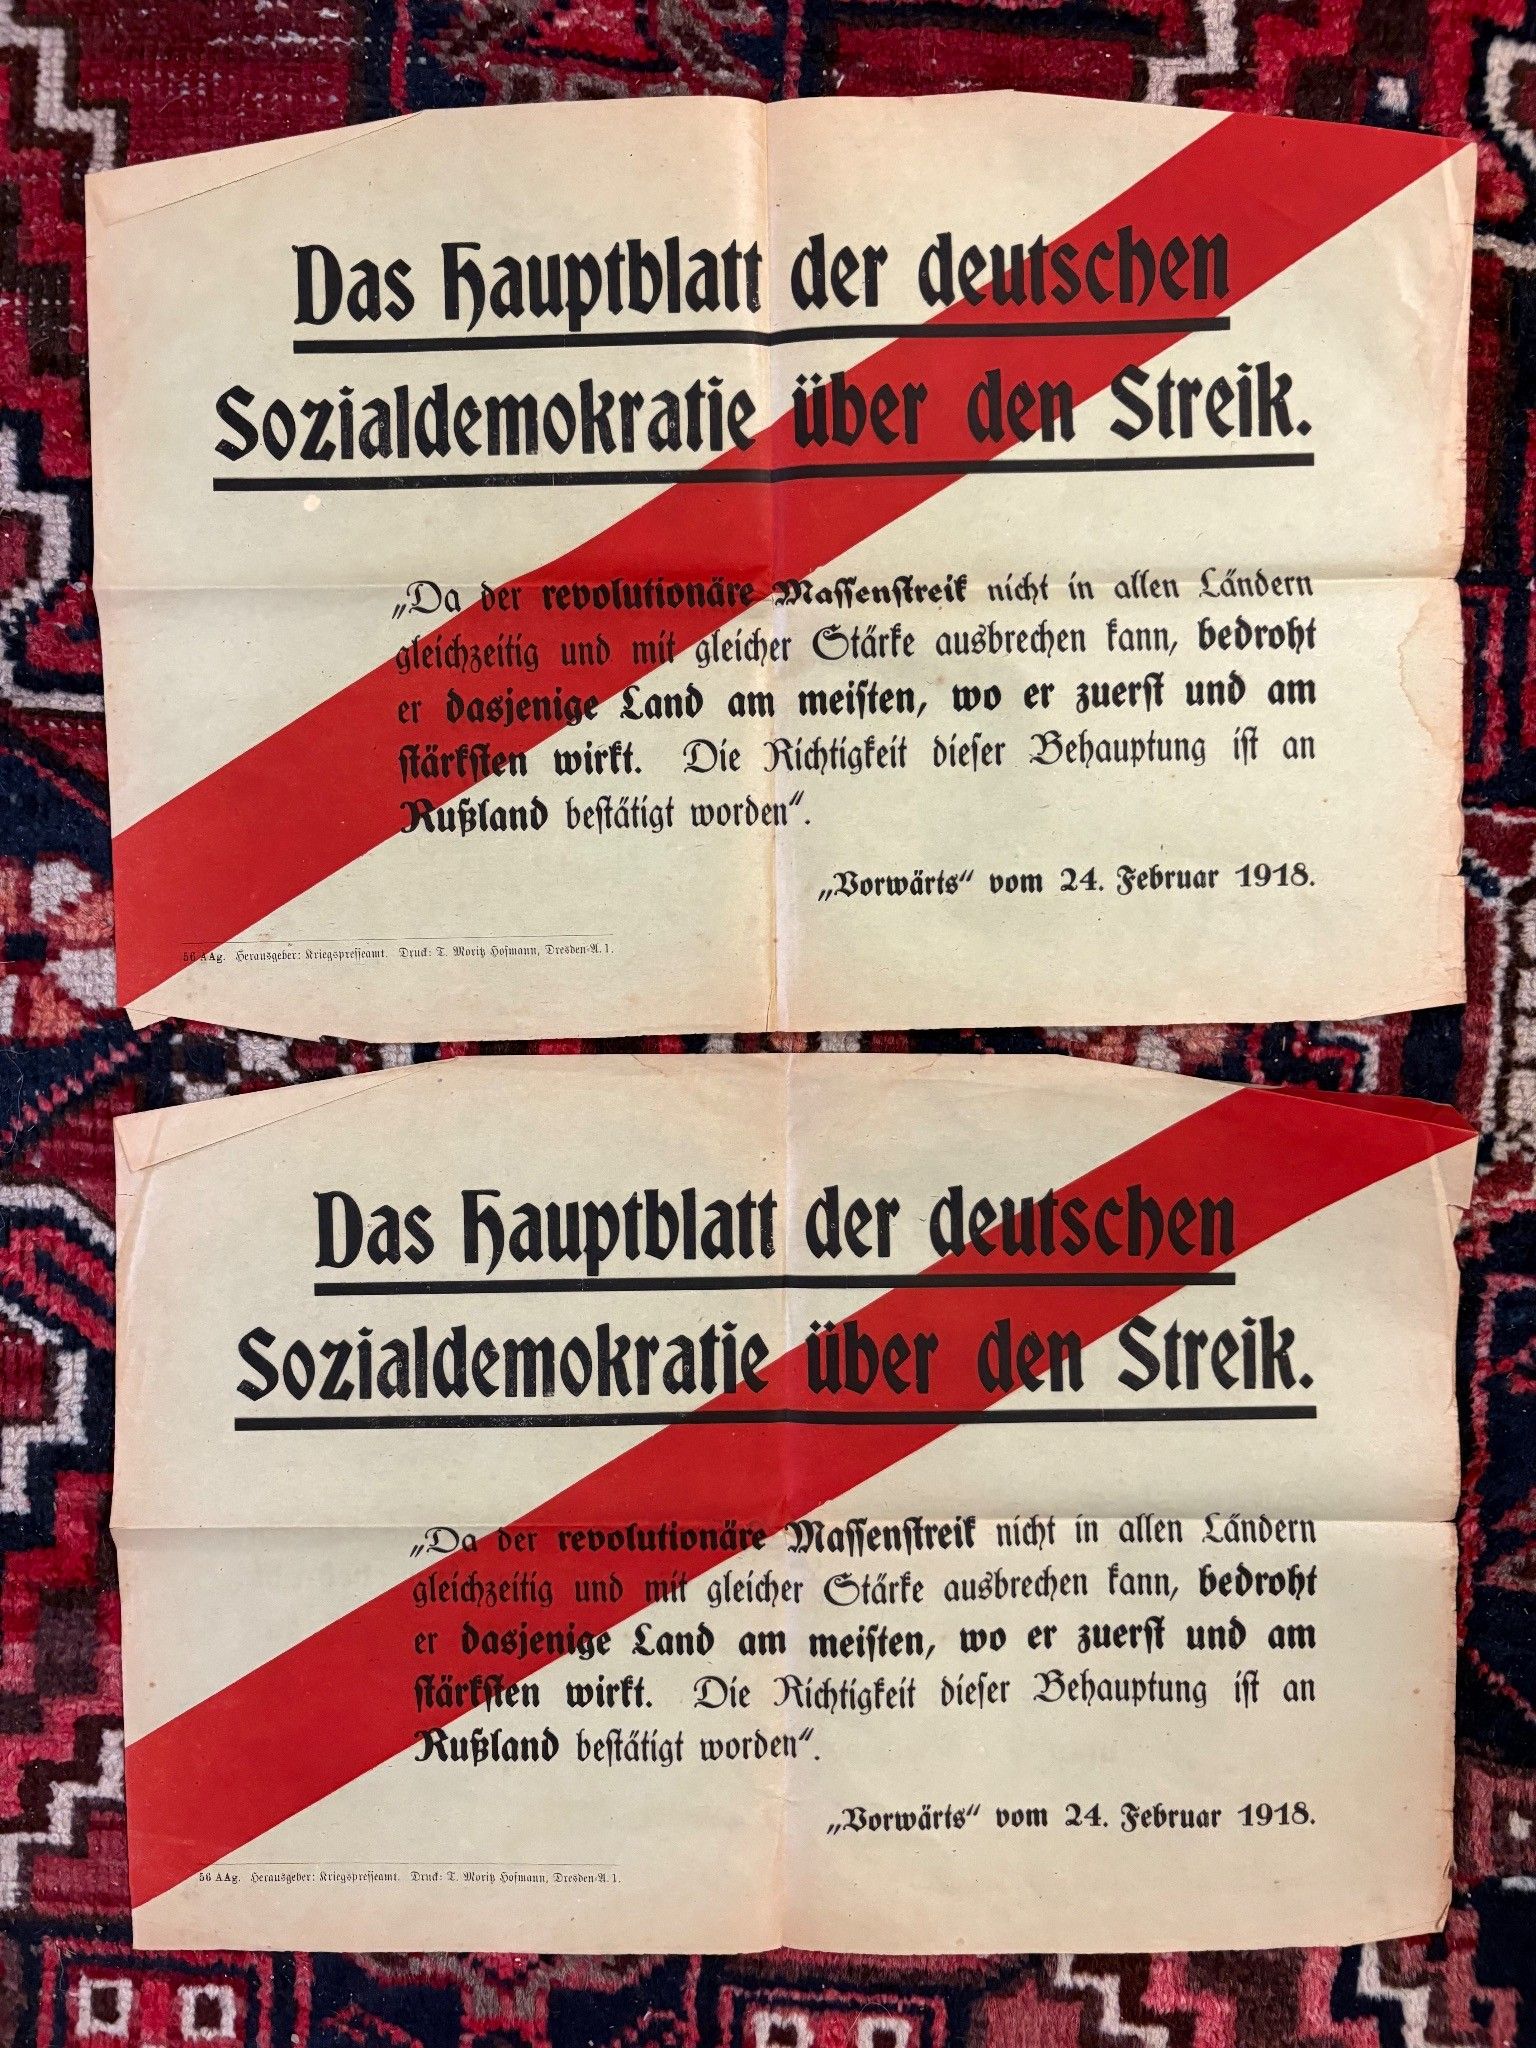 Das Hauptblatt der deutschen
Sozialdemokratie über den Streik.
„Da der revolutionäre Massenstreik nicht in allen Ländern
gleichzeitig und mit gleicher Stärke ausbrechen kann, bedroht
er dasjenige Land am meisten, wo er zuerst und am
stärksten wirkt. Die Richtigkeit dieser Behauptung ist an
Rußland bestätigt worden“.
„Vorwärts“ vom 24. Februar 1918.
56 AAg. Herausgeber: Kriegspresseamt. Druck: T. Moritz Hofmann, Dresden-A. 1.
Das Hauptblatt der deutschen
Sozialdemokratie über den Streik.
„Da der revolutionäre Massenstreik nicht in allen Ländern
gleichzeitig und mit gleicher Stärke ausbrechen kann, bedroht
er dasjenige Land am meisten, wo er zuerst und am
stärksten wirkt. Die Richtigkeit dieser Behauptung ist an
Rußland bestätigt worden“.
„Vorwärts“ vom 24. Februar 1918.
56 AAg. Herausgeber: Kriegspresseamt. Druck: T. Moritz Hofmann, Dresden-A. 1.